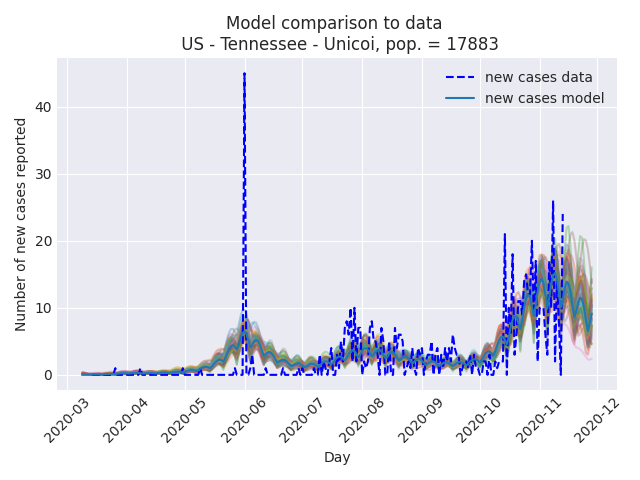 Model comparison to data
US - Tennessee - Unicoi, pop. = 17883
new cases data
new cases model
Number of new cases reported
40
30
20
10
0
2020-03
2020-04
2020-05
2020-06
2020-07
2020-08
2020-09
2020-10
2020-11
2020-12
Day